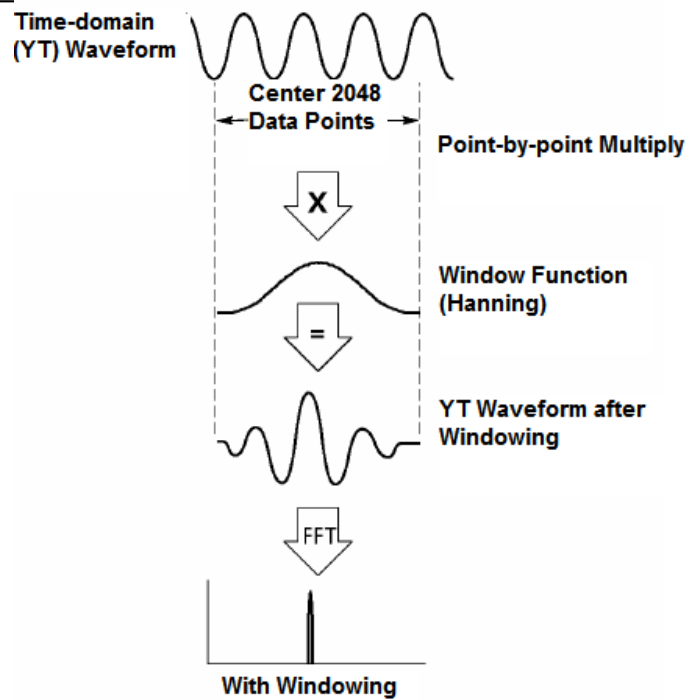 Time-domain
(YT) Waveform
Center 2048
Data Points
Point-by-point Multiply
X
Window Function
(Hanning)
=
YT Waveform after
Windowing
FFT
With Windowing